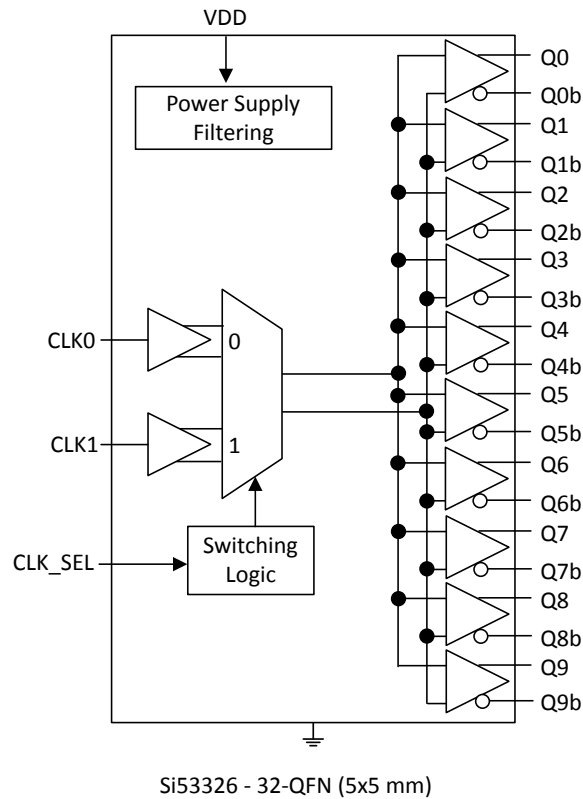 VDD
Power Supply
Filtering
CLK0
0
CLK1
1
CLK_SEL
Switching
Logic
Q0
Q0b
Q1
Q1b
Q2
Q2b
Q3
Q3b
Q4
Q4b
Q5
Q5b
Q6
Q6b
Q7
Q7b
Q8
Q8b
Q9
Q9b
Si53326 - 32-QFN (5x5 mm)